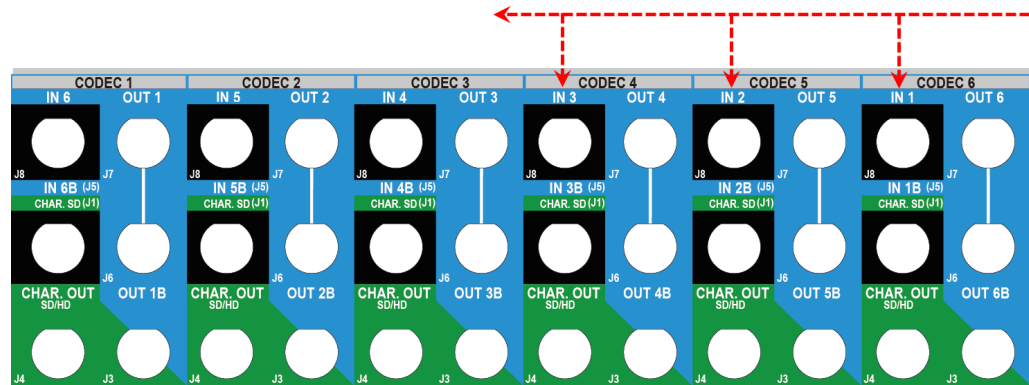 CODEC 1 CODEC 2 CODEC 3 CODEC 4 CODEC 5 CODEC 6
IN 6 OUT 1 IN 5 OUT 2 IN 4 OUT 3 IN 3 OUT 4 IN 2 OUT 5 IN 1 OUT 6
J8 J7 J8 J7 J8 J7 J8 J7 J8 J7 J8 J7
IN 6B (J5) IN 5B (J5) IN 4B (J5) IN 3B (J5) IN 2B (J5) IN 1B (J5)
CHAR. SD (J1) CHAR. SD (J1) CHAR. SD (J1) CHAR. SD (J1) CHAR. SD (J1) CHAR. SD (J1)
J6 J6 J6 J6 J6 J6
CHAR. OUT OUT 1B CHAR. OUT OUT 2B CHAR. OUT OUT 3B CHAR. OUT OUT 4B CHAR. OUT OUT 5B CHAR. OUT OUT 6B
SD/HD SD/HD SD/HD SD/HD SD/HD SD/HD
J4 J3 J4 J3 J4 J3 J4 J3 J4 J3 J4 J3